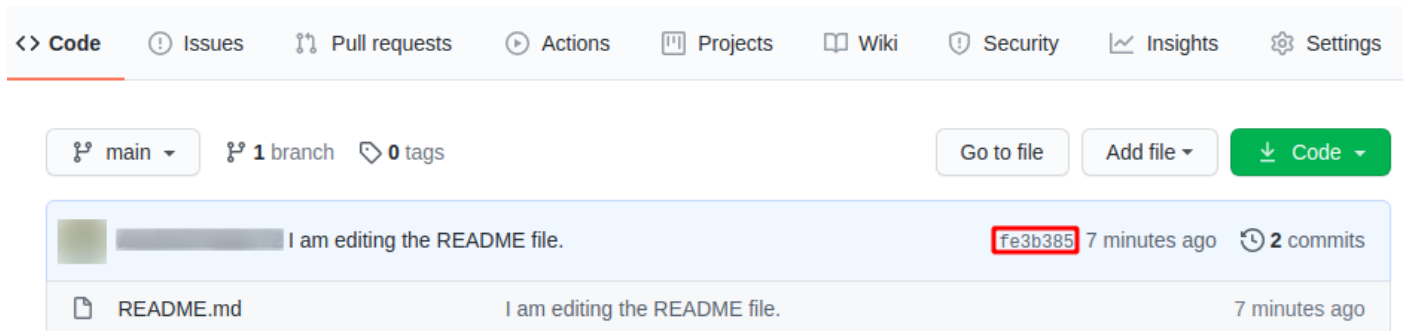 <> Code Issues Pull requests Actions Projects Wiki Security Insights Settings
main 1 branch 0 tags Go to file Add file Code
I am editing the README file. fe3b385 7 minutes ago 2 commits
README.md I am editing the README file. 7 minutes ago